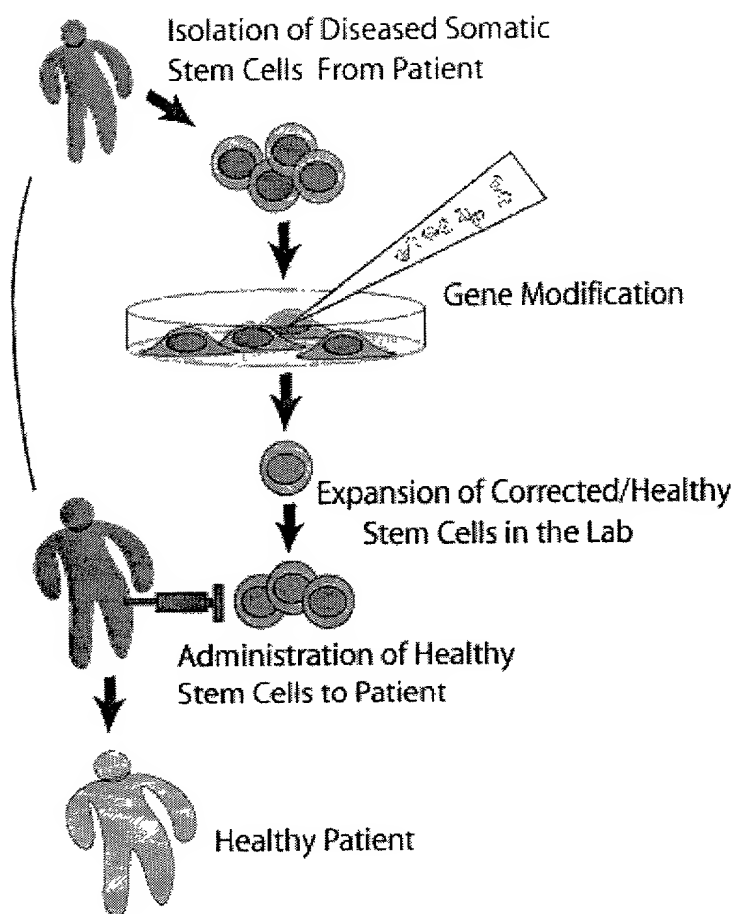 Isolation of Diseased Somatic
Stem Cells From Patient
Gene Modification
Expansion of Corrected/Healthy
Stem Cells in the Lab
Administration of Healthy
Stem Cells to Patient
Healthy Patient